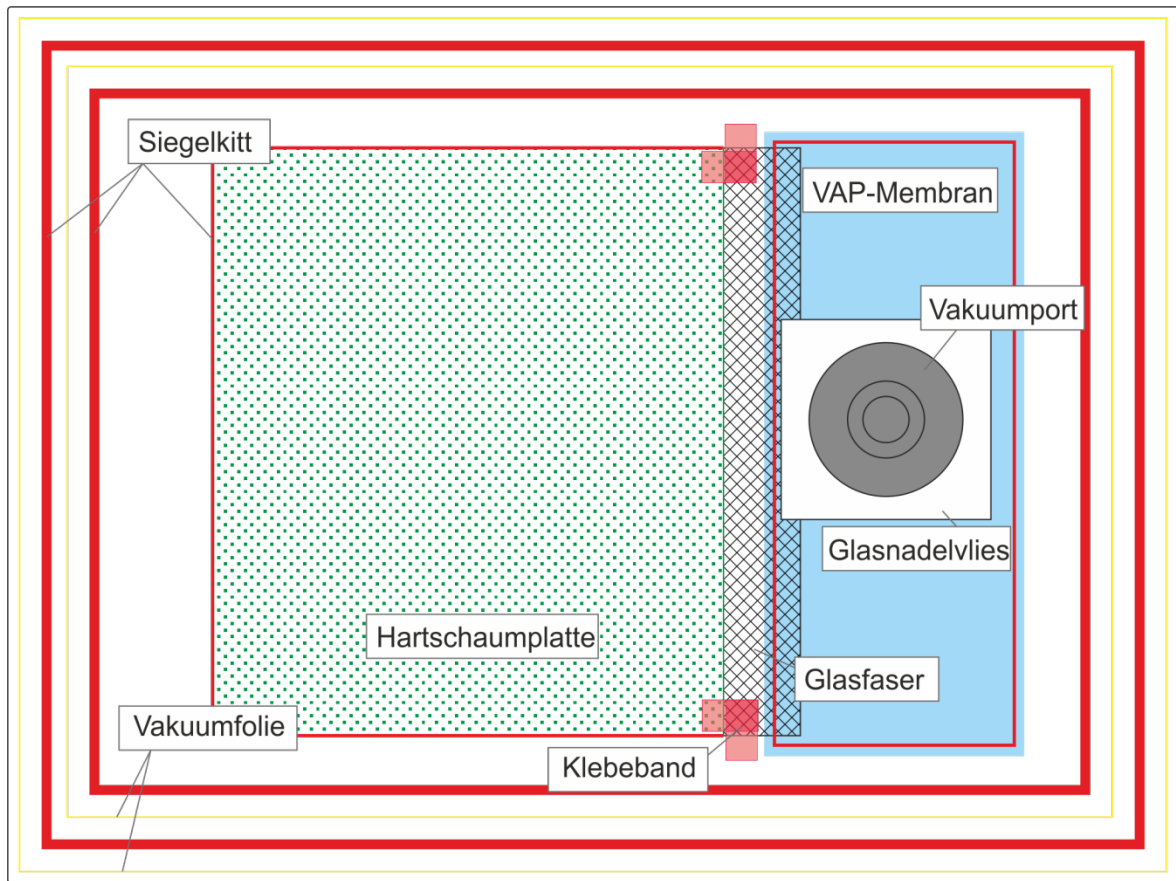 Siegelkitt
VAP-Membran
Vakuumport
Glasnadelvlies
Hartschaumplatte
Glasfaser
Vakuumfolie
Klebeband